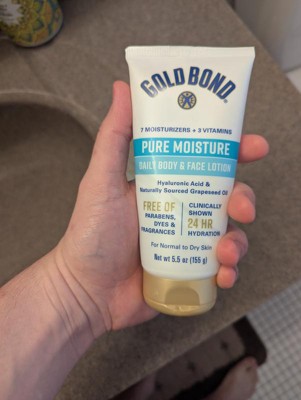 GOLD BOND
7 MOISTURIZERS + 3 VITAMINS
PURE MOISTURE
DAILY BODY & FACE LOTION
Hyaluronic Acid &
Naturally Sourced Grapeseed Oil
FREE OF
PARABENS,
DYES &
FRAGRANCES
CLINICALLY
SHOWN
24 HR
HYDRATION
For Normal to Dry Skin
Net wt 5.5 oz (155 g)